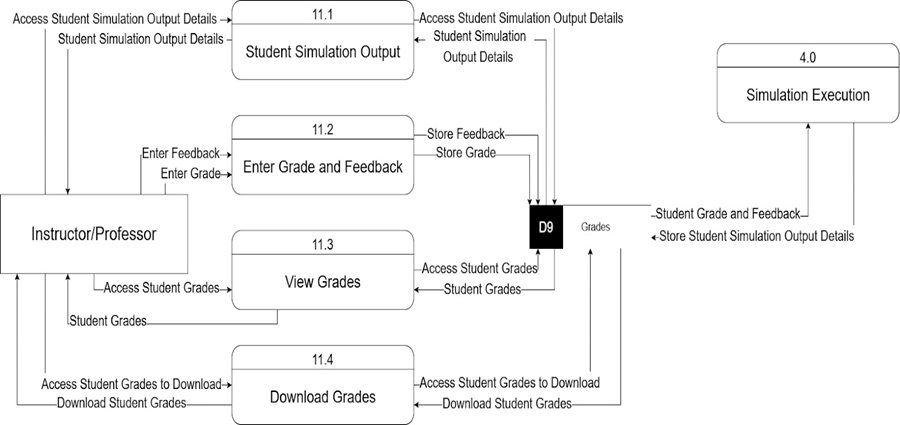 11.1
Access Student Simulation Output Details
Access Student Simulation Output Details
Student Simulation Output Details
Student Simulation Output
Student Simulation
Output Details
4.0
Simulation Execution
11.2
Enter Feedback
Store Feedback
Enter Grade
Enter Grade and Feedback
Store Grade
Instructor/Professor
D9
Grades
Student Grade and Feedback
Store Student Simulation Output Details
11.3
Access Student Grades
View Grades
Access Student Grades
Student Grades
Student Grades
11.4
Access Student Grades to Download
Access Student Grades to Download
Download Student Grades
Download Grades
Download Student Grades